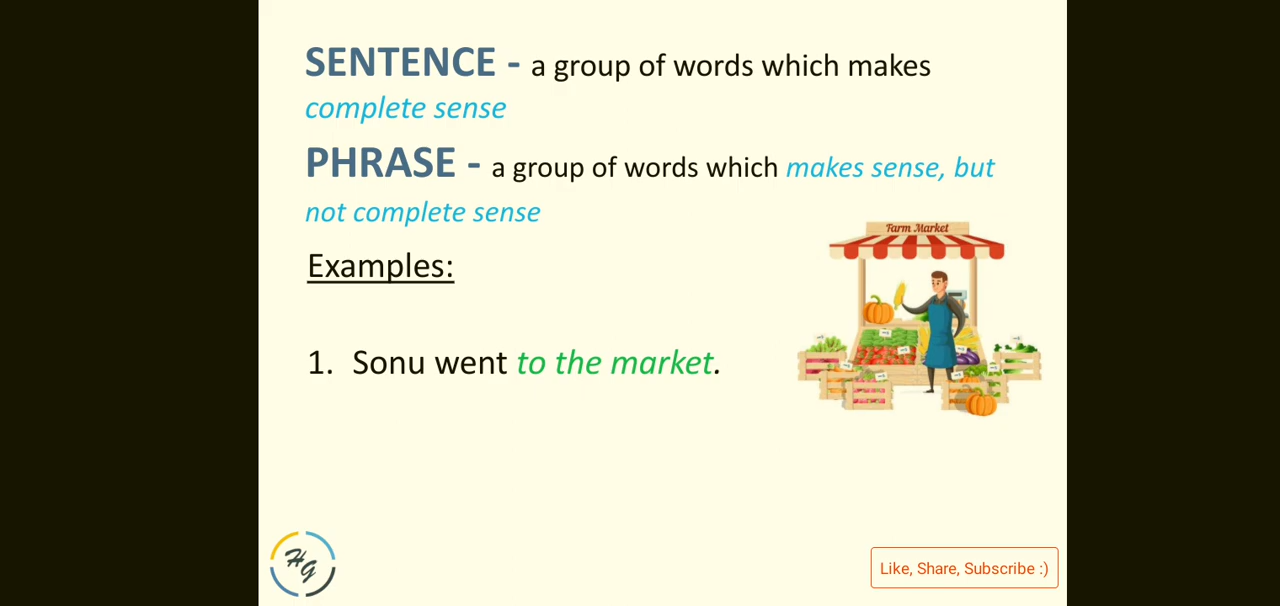 SENTENCE - a group of words which makes
complete sense
PHRASE - a group of words which makes sense, but
not complete sense
Farm Market
Examples:
1. Sonu went to the market.
HG
Like, Share, Subscribe :)